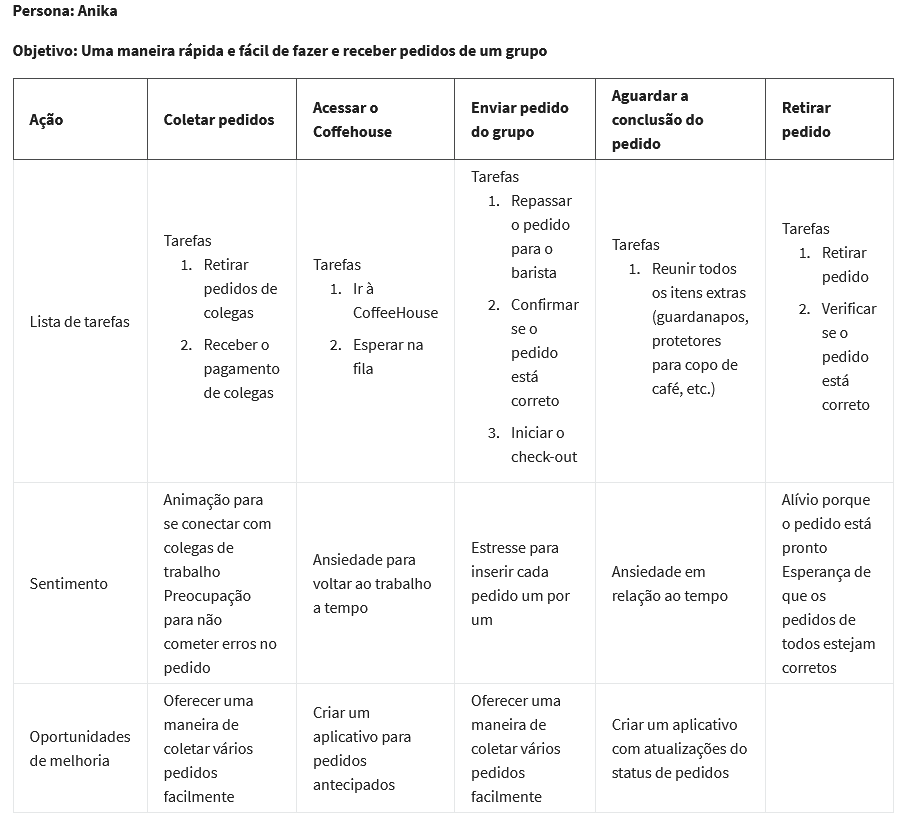 Persona: Anika
Objetivo: Uma maneira rápida e fácil de fazer e receber pedidos de um grupo
Ação
Coletar pedidos
Acessar o
Coffehouse
Enviar pedido
do grupo
Aguardar a
conclusão do
pedido
Retirar
pedido
Lista de tarefas
Tarefas
1. Retirar
pedidos de
colegas
2. Receber o
pagamento
de colegas
Tarefas
1. Ir à
CoffeeHouse
2. Esperar na
fila
Tarefas
1. Repassar
o pedido
para o
barista
2. Confirmar
se o
pedido
está
correto
3. Iniciar o
check-out
Tarefas
1. Reunir todos
os itens extras
(guardanapos,
protetores
para copo de
café, etc.)
Tarefas
1. Retirar
pedido
2. Verificar
se o
pedido
está
correto
Sentimento
Animação para
se conectar com
colegas de
trabalho
Preocupação
para não
cometer erros no
pedido
Ansiedade para
voltar ao trabalho
a tempo
Estresse para
inserir cada
pedido um por
um
Ansiedade em
relação ao tempo
Alívio porque
o pedido está
pronto
Esperança de
que os
pedidos de
todos estejam
corretos
Oportunidades
de melhoria
Oferecer uma
maneira de
coletar vários
pedidos
facilmente
Criar um
aplicativo para
pedidos
antecipados
Oferecer uma
maneira de
coletar vários
pedidos
facilmente
Criar um aplicativo
com atualizações do
status de pedidos